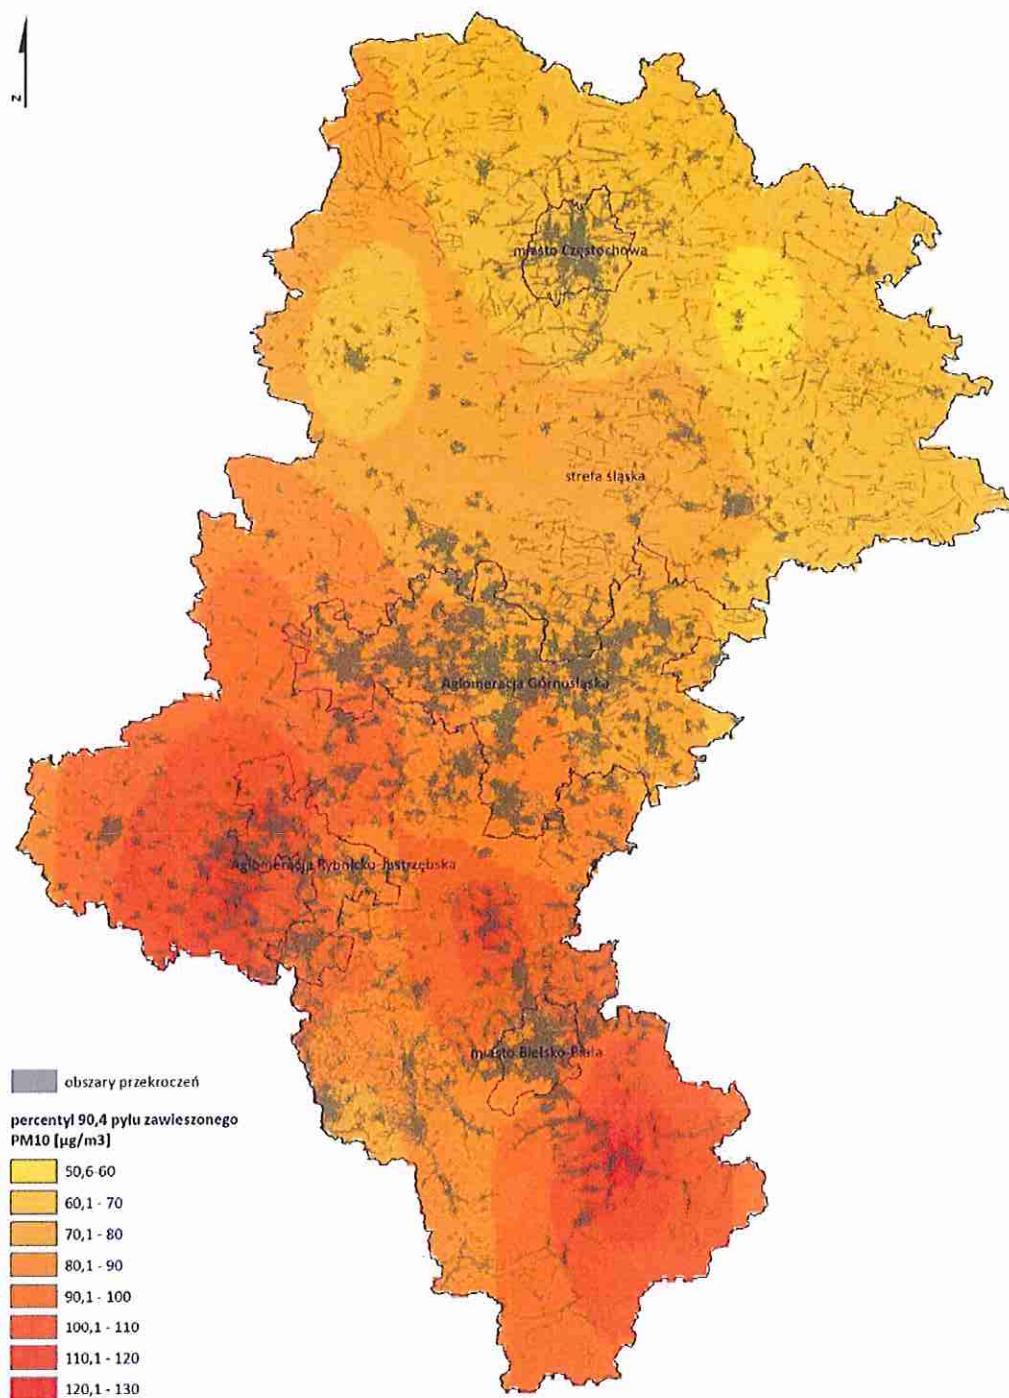 N
miasto Częstochowa
strefa śląska
Aglomeracja Górnośląska
Aglomeracja Rybnicko-Jastrzębska
miasto Bielsko-Biała
obszary przekroczeń
percentyl 90,4 pyłu zawieszonego
PM10 [µg/m3]
50,6-60
60,1 - 70
70,1 - 80
80,1 - 90
90,1 - 100
100,1 - 110
110,1 - 120
120,1 - 130